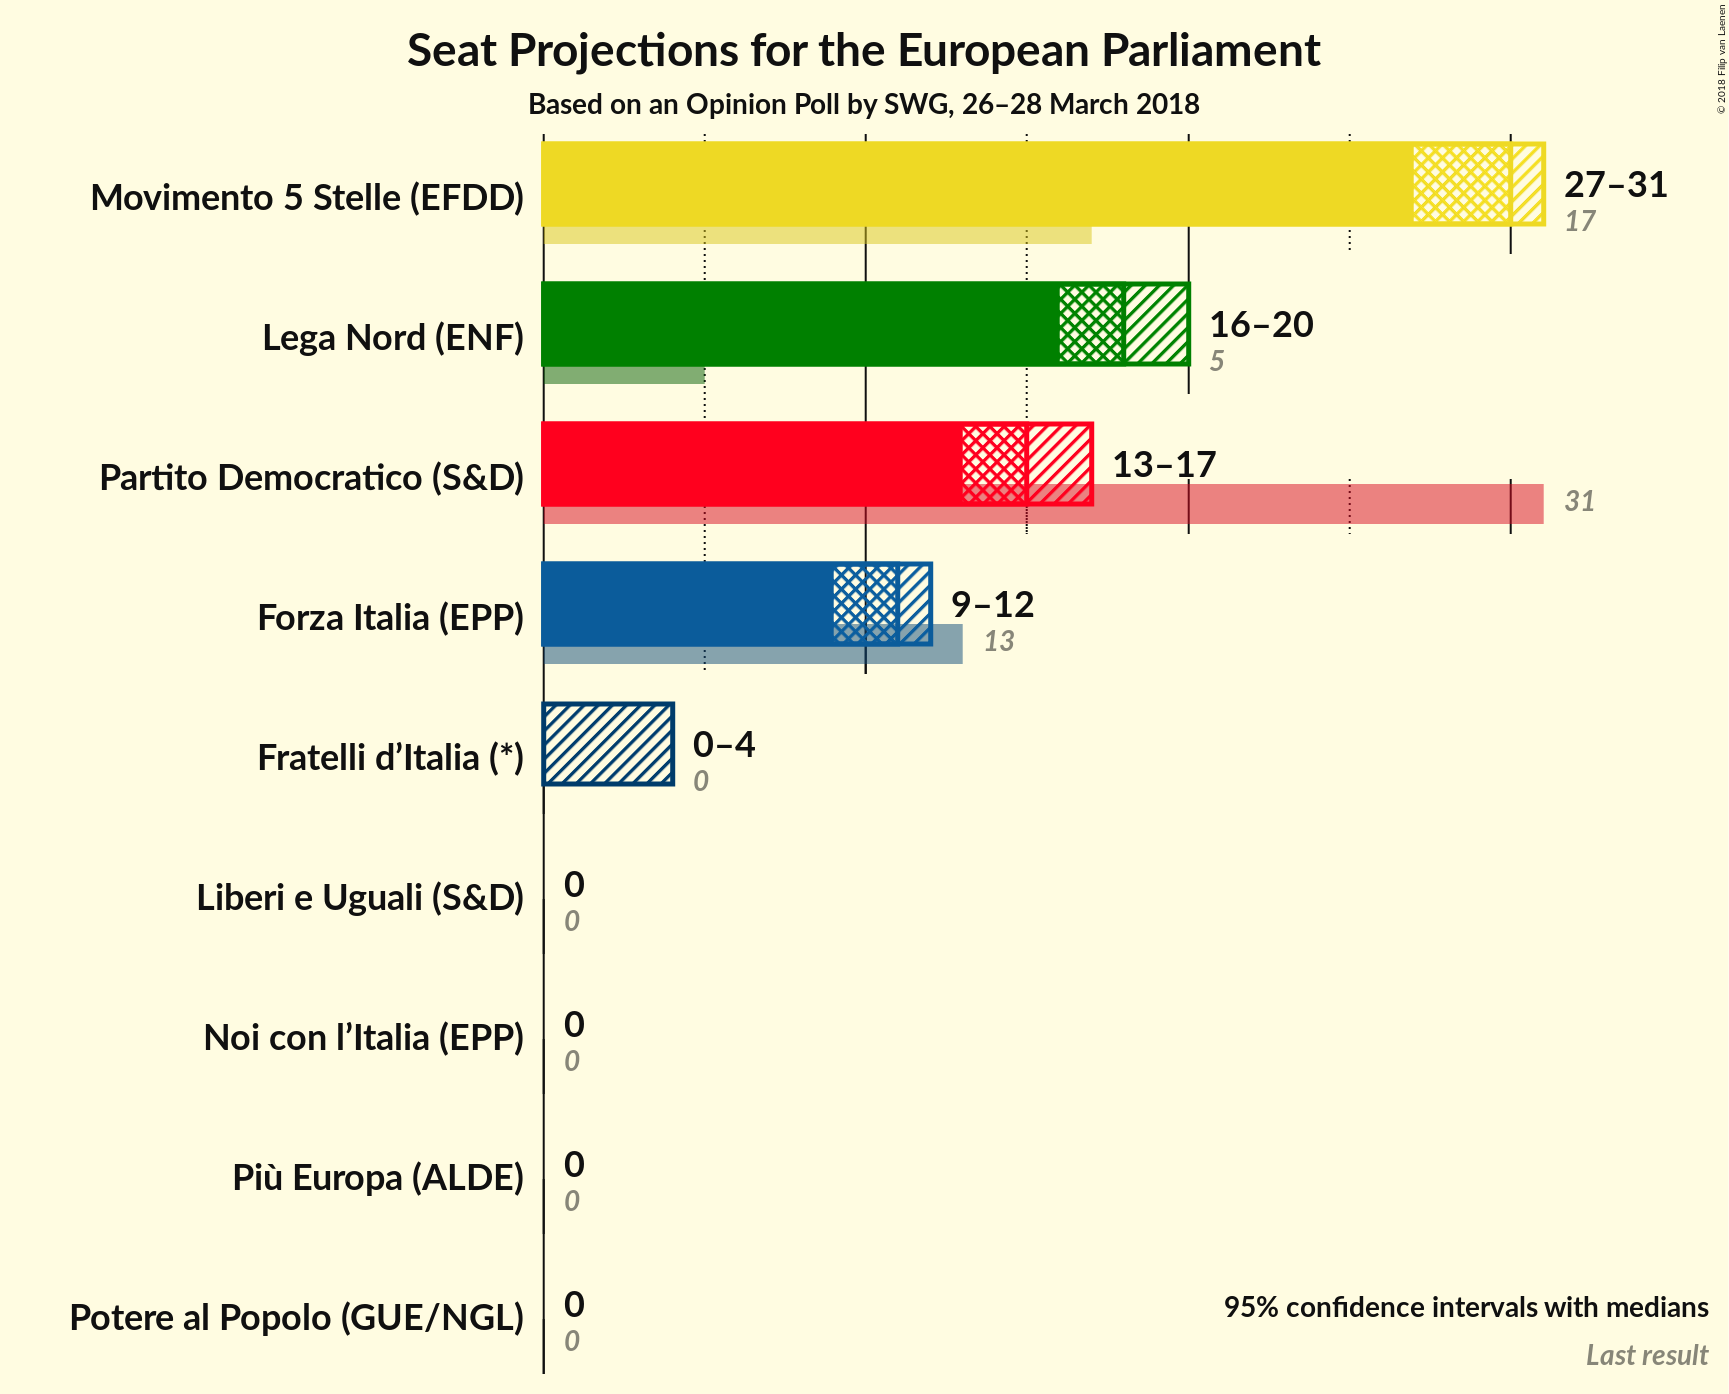 Seat Projections for the European Parliament
Based on an Opinion Poll by SWG, 26–28 March 2018
© 2018 Filip van Laenen
Movimento 5 Stelle (EFDD)
27–31
17
Lega Nord (ENF)
16–20
5
Partito Democratico (S&D)
13–17
31
Forza Italia (EPP)
9–12
13
Fratelli d’Italia (*)
0–4
0
Liberi e Uguali (S&D)
0
0
Noi con l’Italia (EPP)
0
0
Più Europa (ALDE)
0
0
Potere al Popolo (GUE/NGL)
0
0
95% confidence intervals with medians
Last result